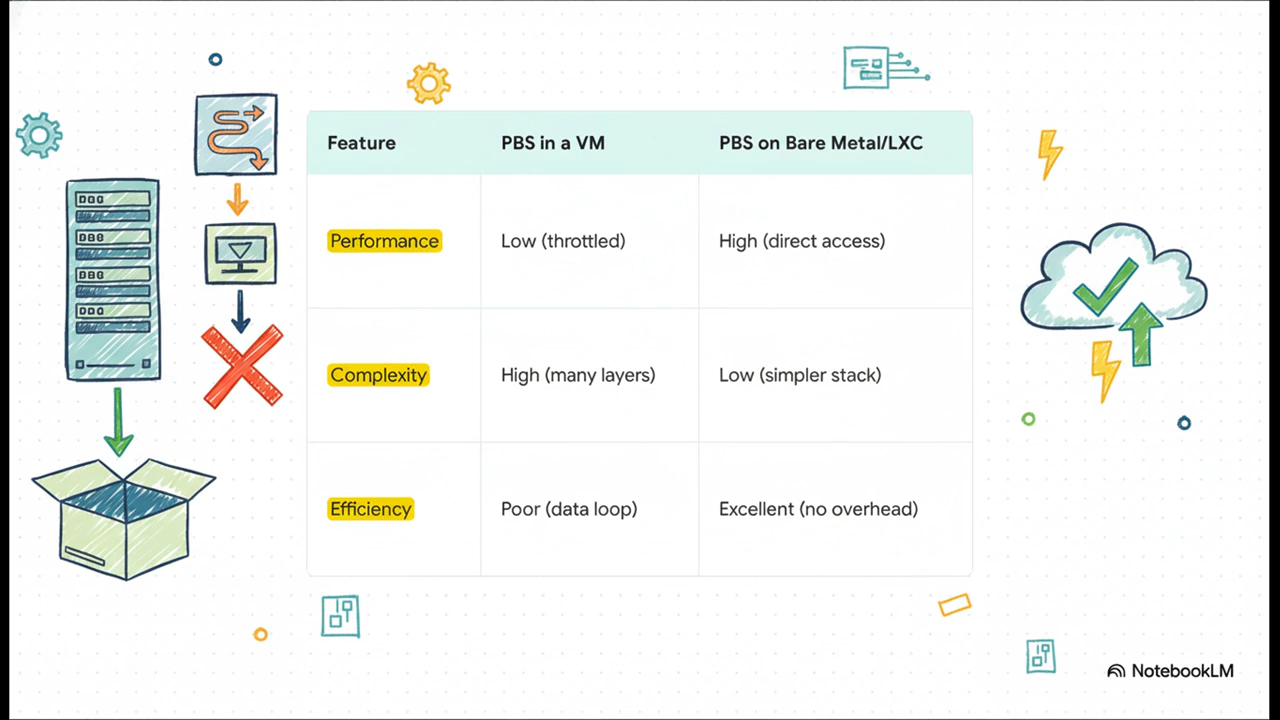 Feature PBS in a VM PBS on Bare Metal/LXC
Performance Low (throttled) High (direct access)
Complexity High (many layers) Low (simpler stack)
Efficiency Poor (data loop) Excellent (no overhead)
NotebookLM